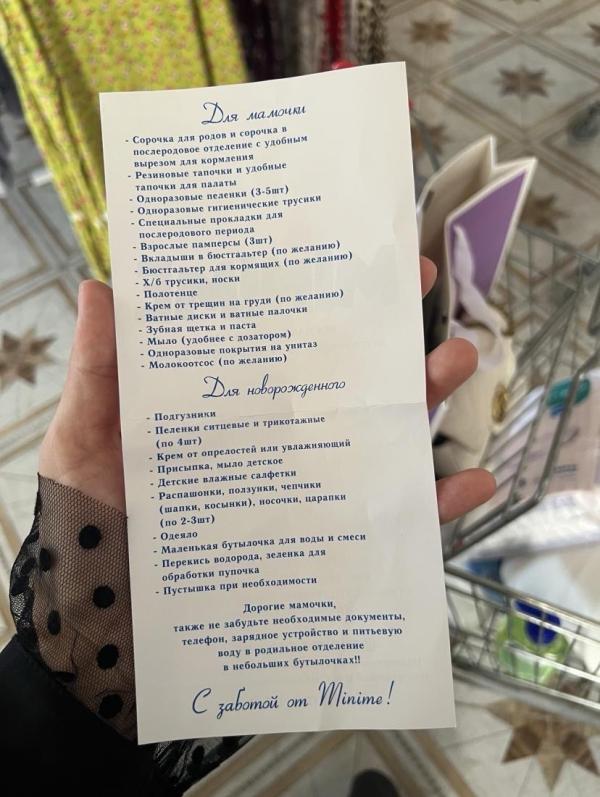 Для мамочки
- Сорочка для родов и сорочка в
послеродовое отделение с удобным
вырезом для кормления
- Резиновые тапочки и удобные
тапочки для палаты
- Одноразовые пеленки (3-5шт)
- Одноразовые гигиенические трусики
- Специальные прокладки для
послеродового периода
- Взрослые памперсы (3шт)
- Вкладыши в бюстгальтер (по желанию)
- Бюстгальтер для кормящих (по желанию)
- Х/б трусики, носки
- Полотенце
- Крем от трещин на груди (по желанию)
- Ватные диски и ватные палочки
- Зубная щетка и паста
- Мыло (удобнее с дозатором)
- Одноразовые покрытия на унитаз
- Молокоотсос (по желанию)
Для новорожденного
- Подгузники
- Пеленки ситцевые и трикотажные
(по 4шт)
- Крем от опрелостей или увлажняющий
- Присыпка, мыло детское
- Детские влажные салфетки
- Распашонки, ползунки, чепчики
(шапки, косынки), носочки, царапки
(по 2-3шт)
- Одеяло
- Маленькая бутылочка для воды и смеси
- Перекись водорода, зеленка для
обработки пупочка
- Пустышка при необходимости
Дорогие мамочки,
также не забудьте необходимые документы,
телефон, зарядное устройство и питьевую
воду в родильное отделение
в небольших бутылочках!!
С заботой от Minime!